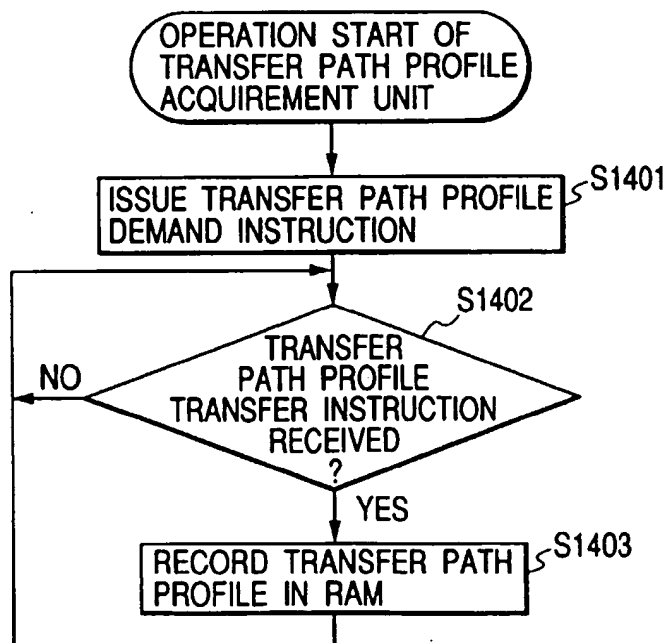 OPERATION START OF
TRANSFER PATH PROFILE
ACQUIREMENT UNIT
S1401
ISSUE TRANSFER PATH PROFILE
DEMAND INSTRUCTION
S1402
TRANSFER
PATH PROFILE
TRANSFER INSTRUCTION
RECEIVED
?
NO
YES
S1403
RECORD TRANSFER PATH
PROFILE IN RAM